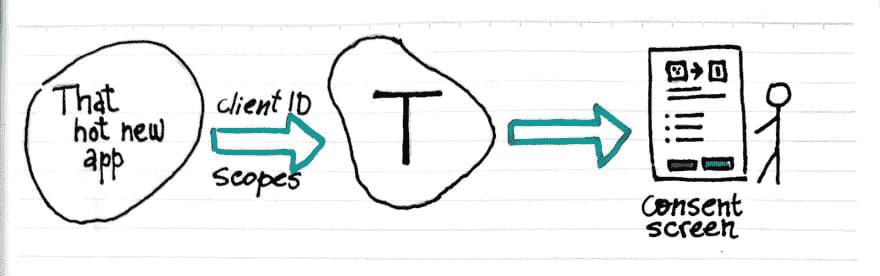 That
hot new
app
client ID
scopes
T
consent
screen